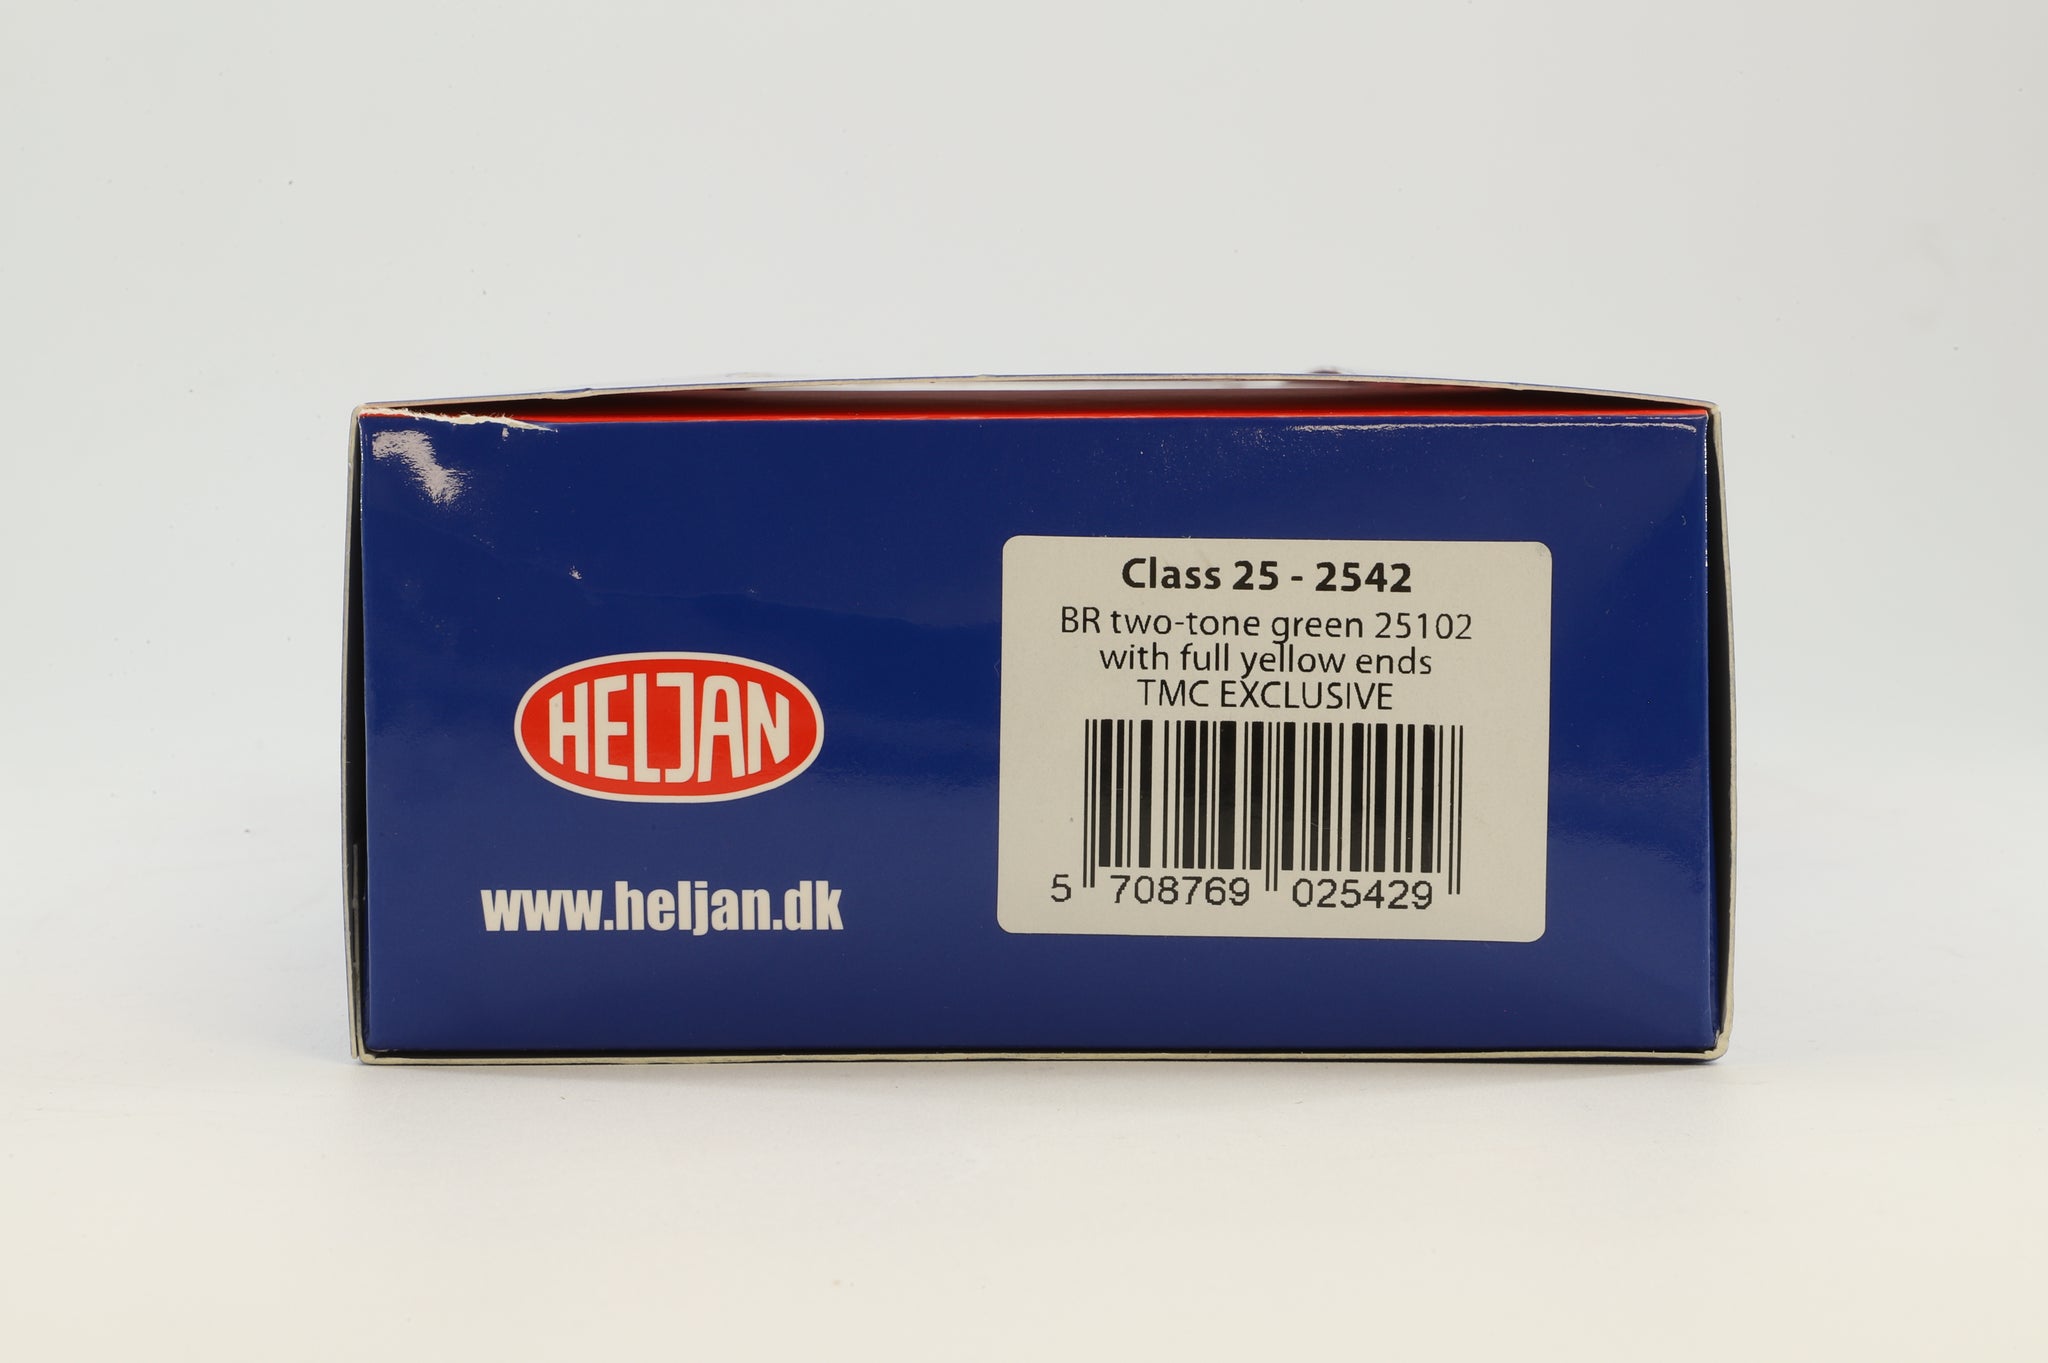 HELJAN
www.heljan.dk
Class 25 - 2542
BR two-tone green 25102
with full yellow ends
TMC EXCLUSIVE
5 708769 025429